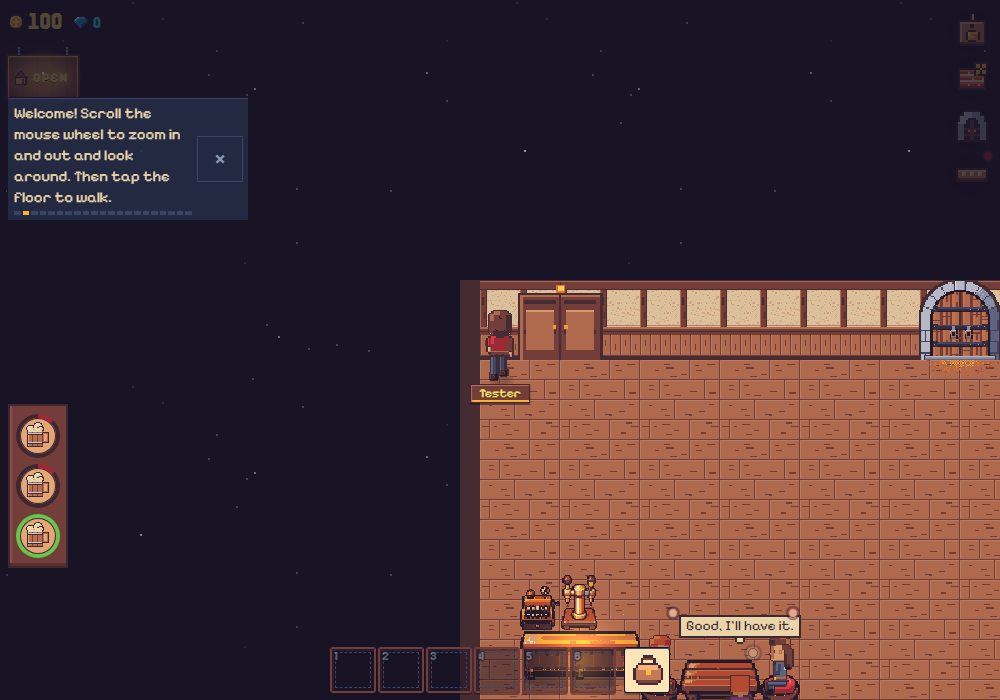 100
0
OPEN
Welcome! Scroll the
mouse wheel to zoom in
and out and look
around. Then tap the
floor to walk.
×
Tester
Good, I'll have it.
1
2
3
4
5
6